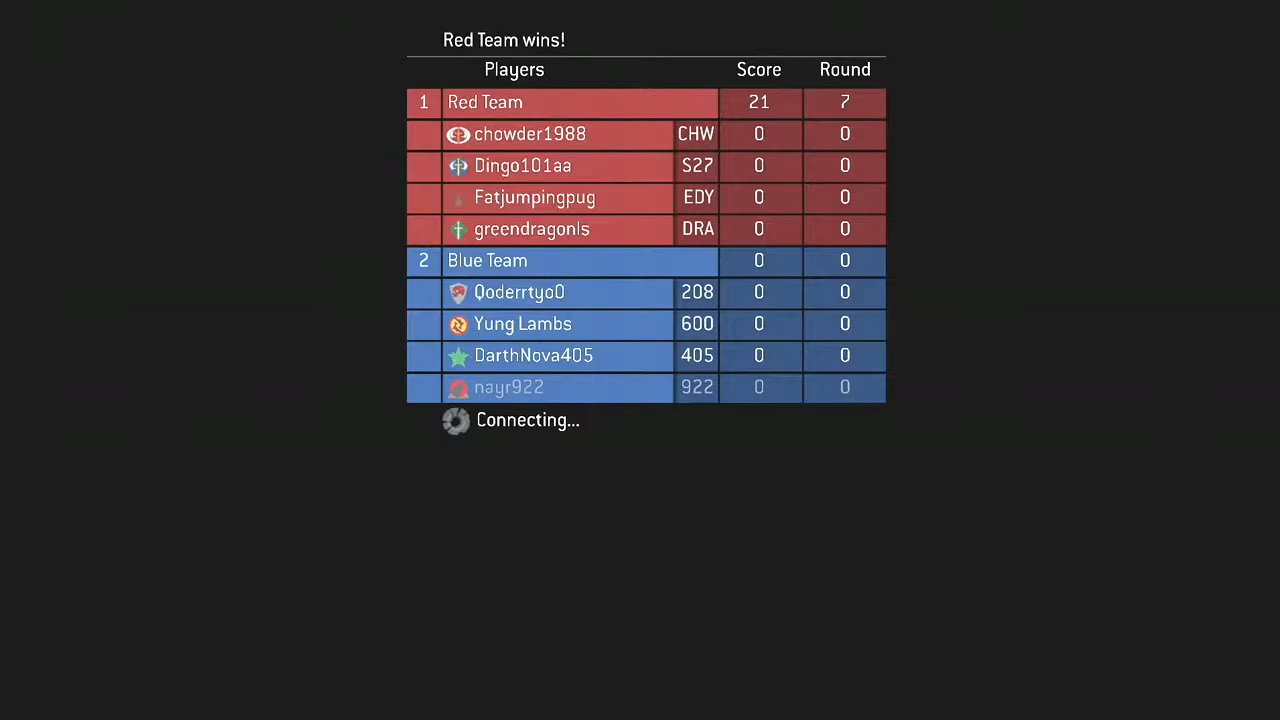 Red Team wins!
Players Score Round
1 Red Team 21 7
chowder1988 CHW 0 0
Dingo101aa S27 0 0
Fatjumpingpug EDY 0 0
greendragonls DRA 0 0
2 Blue Team 0 0
Qoderrtyo0 208 0 0
Yung Lambs 600 0 0
DarthNova405 405 0 0
nayr922 922 0 0
Connecting...